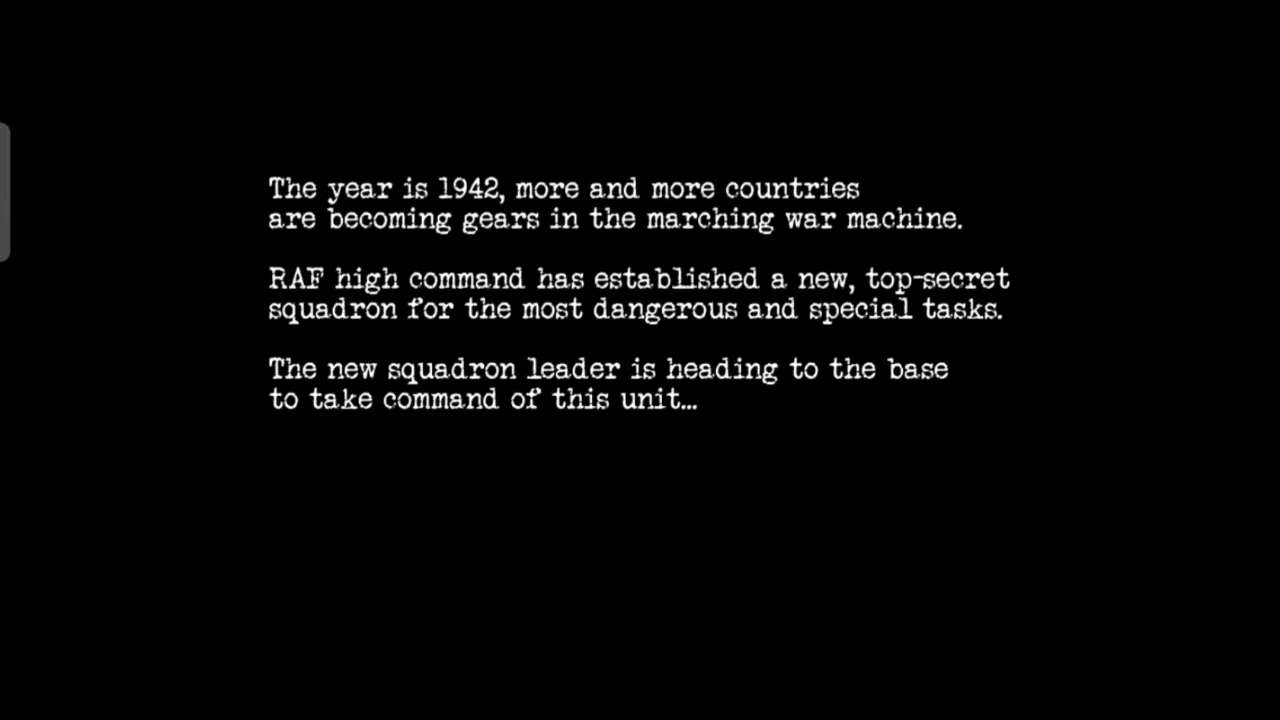 The year is 1942, more and more countries
are becoming gears in the marching war machine.
RAF high command has established a new, top-secret
squadron for the most dangerous and special tasks.
The new squadron leader is heading to the base
to take command of this unit...